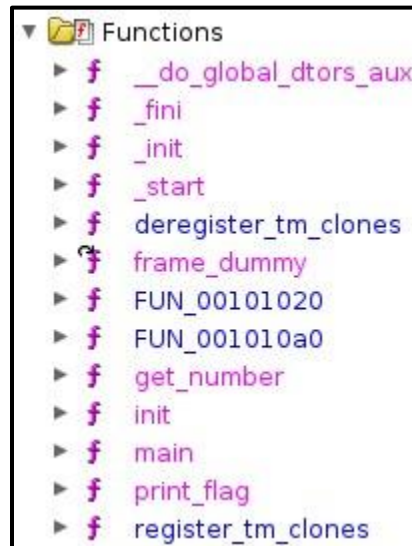 Functions
f __do_global_dtors_aux
f _fini
f _init
f _start
f deregister_tm_clones
f frame_dummy
f FUN_00101020
f FUN_001010a0
f get_number
f init
f main
f print_flag
f register_tm_clones